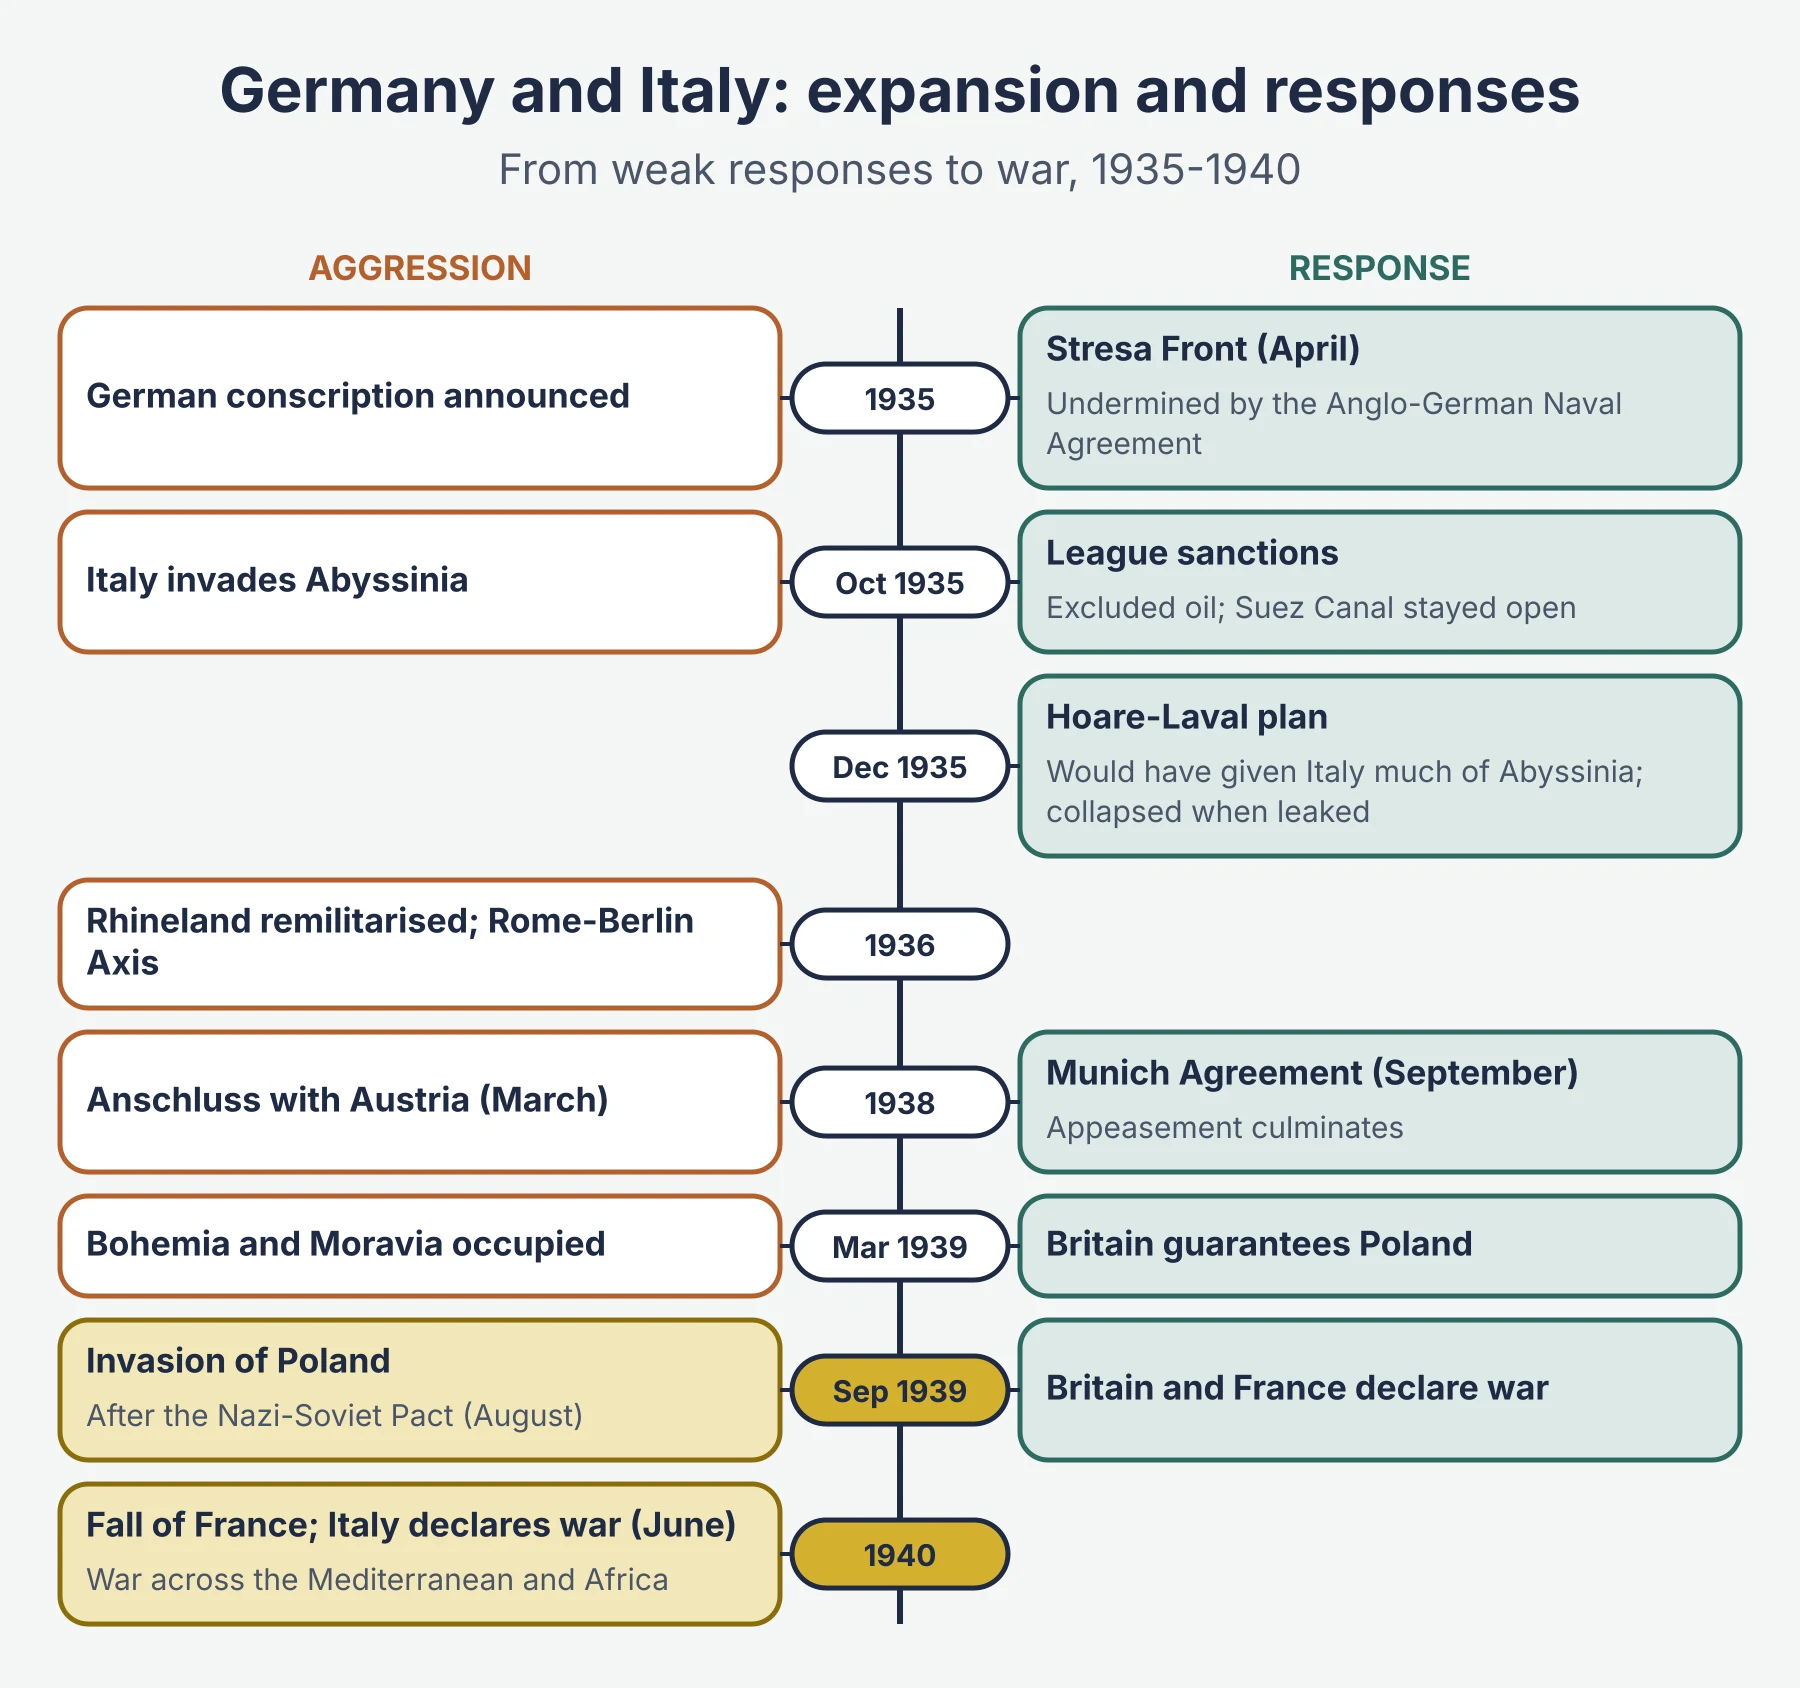 Germany and Italy: expansion and responses
From weak responses to war, 1935-1940
AGGRESSION
RESPONSE
German conscription announced
1935
Stresa Front (April)
Undermined by the Anglo-German Naval
Agreement
Italy invades Abyssinia
Oct 1935
League sanctions
Excluded oil; Suez Canal stayed open
Dec 1935
Hoare-Laval plan
Would have given Italy much of Abyssinia;
collapsed when leaked
Rhineland remilitarised; Rome-Berlin
Axis
1936
Anschluss with Austria (March)
1938
Munich Agreement (September)
Appeasement culminates
Bohemia and Moravia occupied
Mar 1939
Britain guarantees Poland
Invasion of Poland
After the Nazi-Soviet Pact (August)
Sep 1939
Britain and France declare war
Fall of France; Italy declares war (June)
War across the Mediterranean and Africa
1940